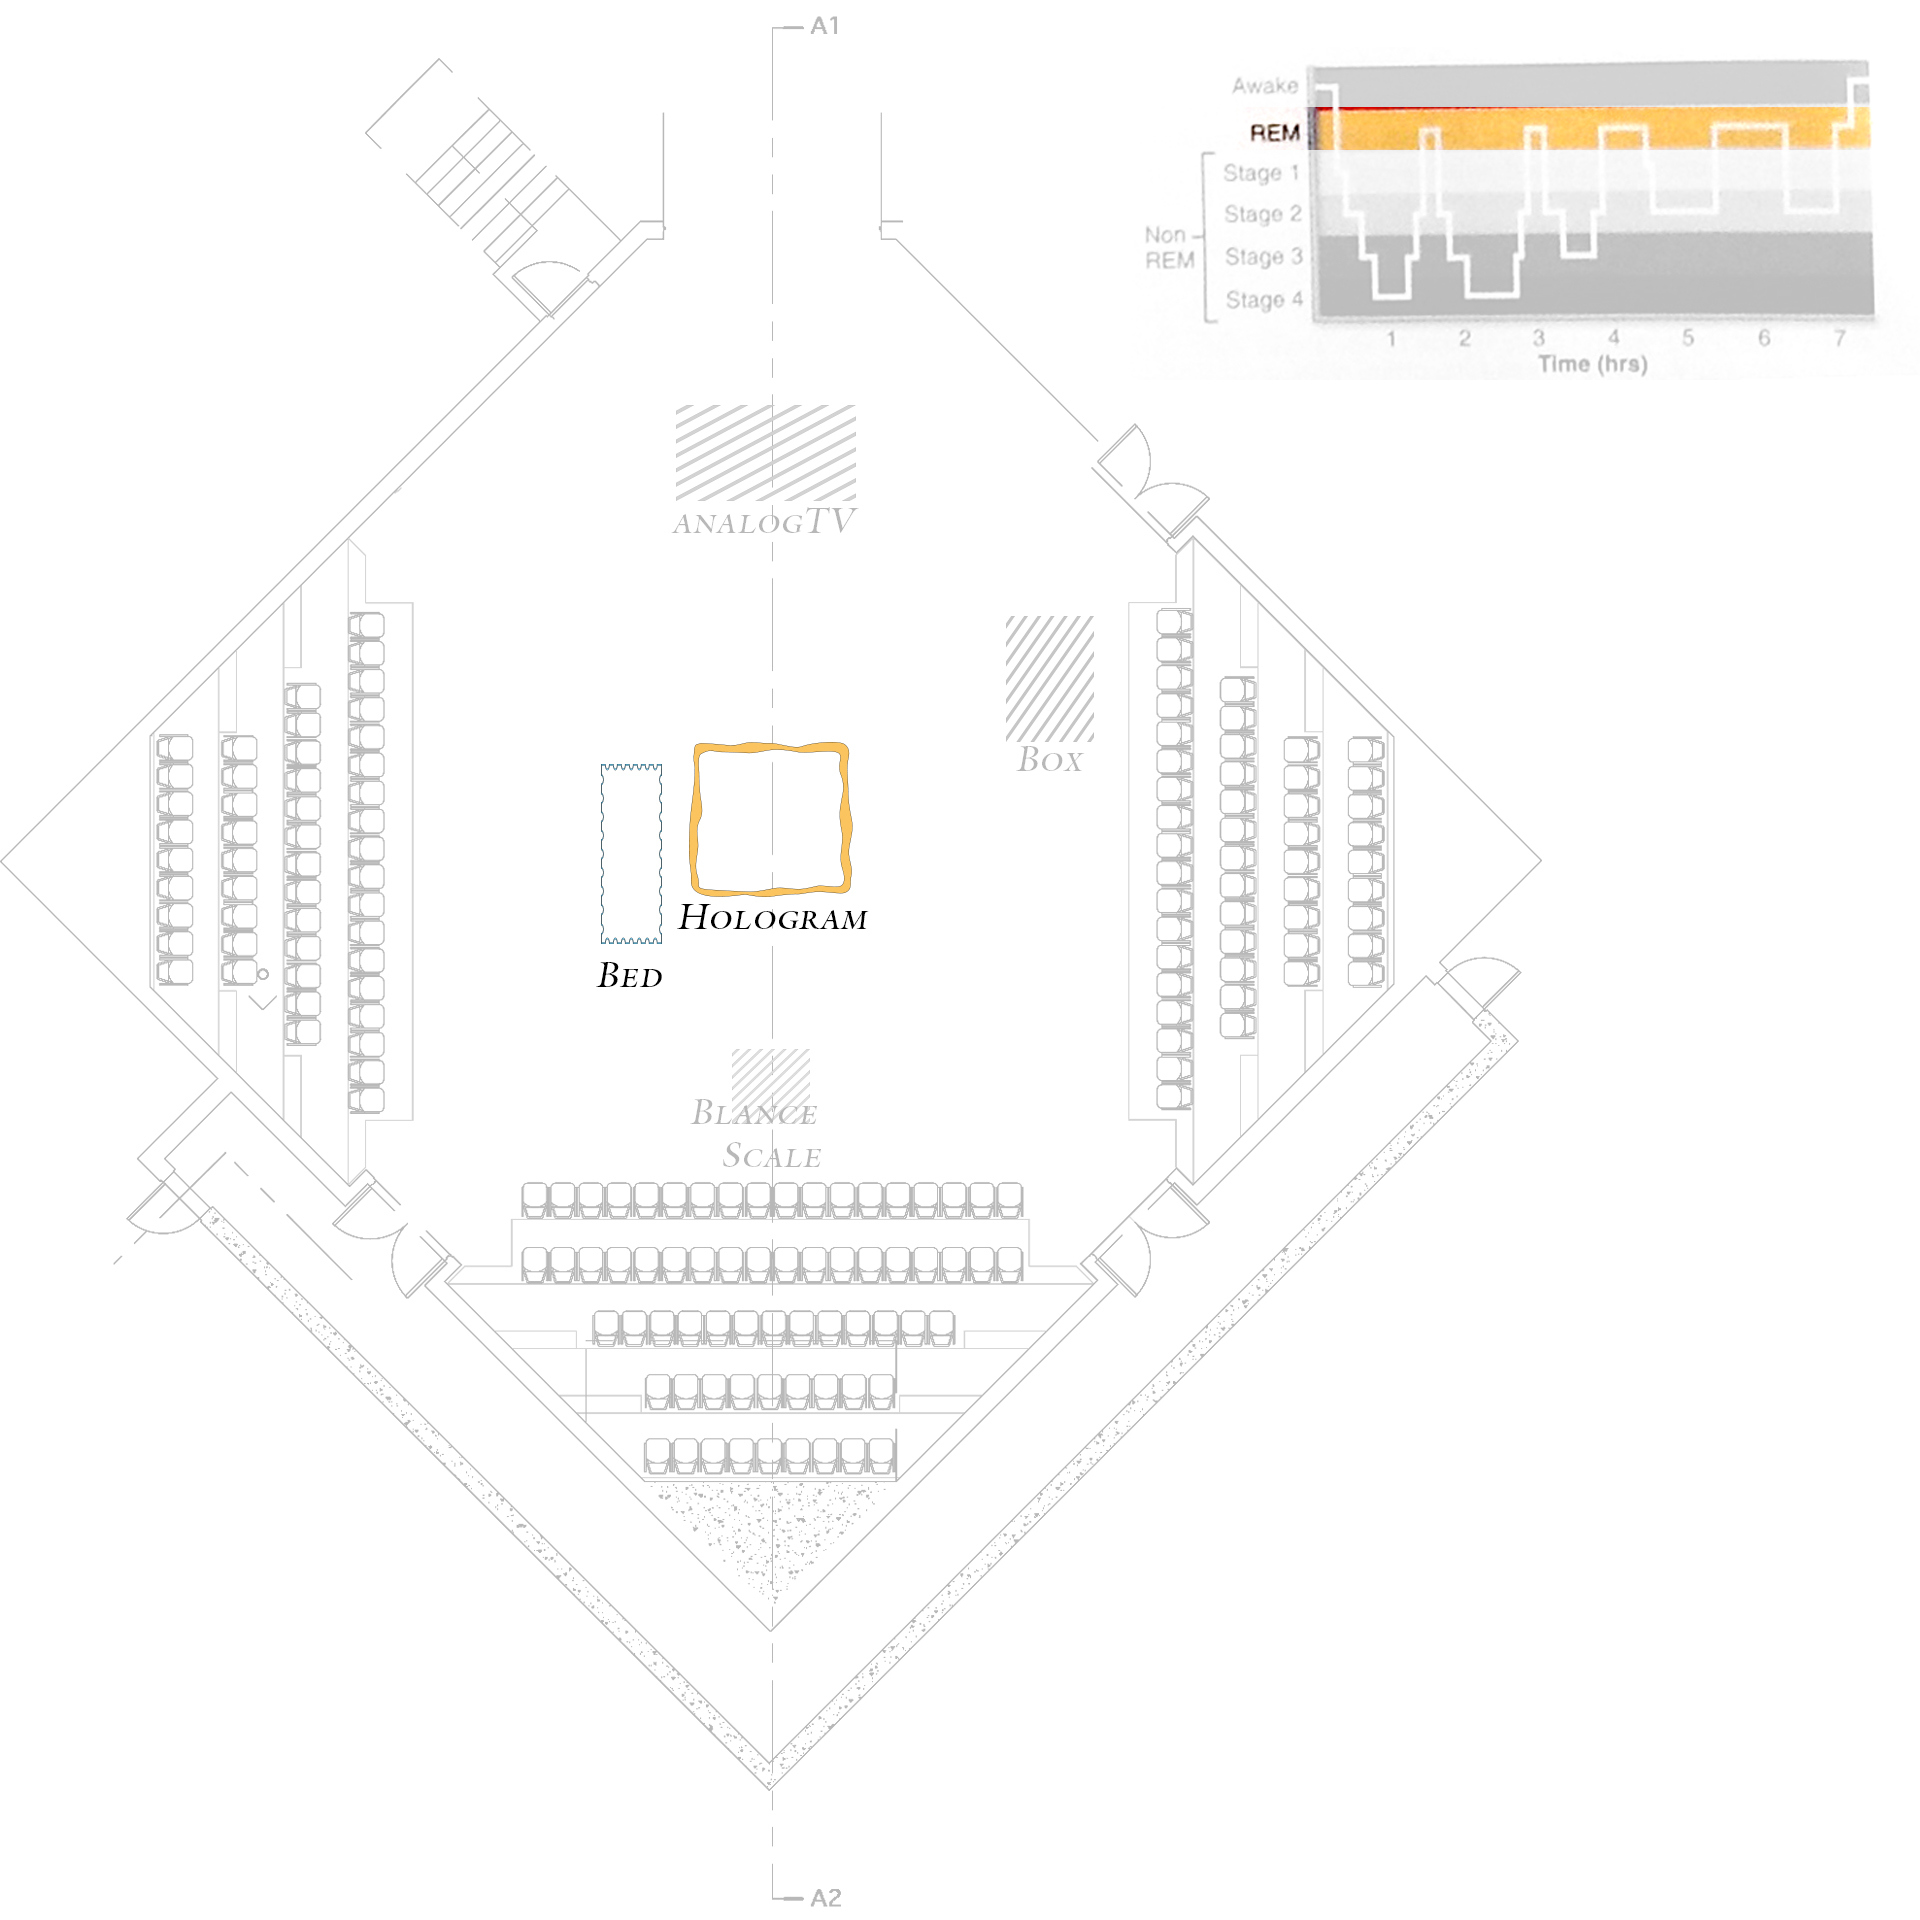 A1
Awake
REM
Stage 1
Stage 2
Non
REM
Stage 3
Stage 4
1 2 3 4 5 6 7
Time (hrs)
ANALOGTV
BOX
HOLOGRAM
BED
BLANCE
SCALE
A2